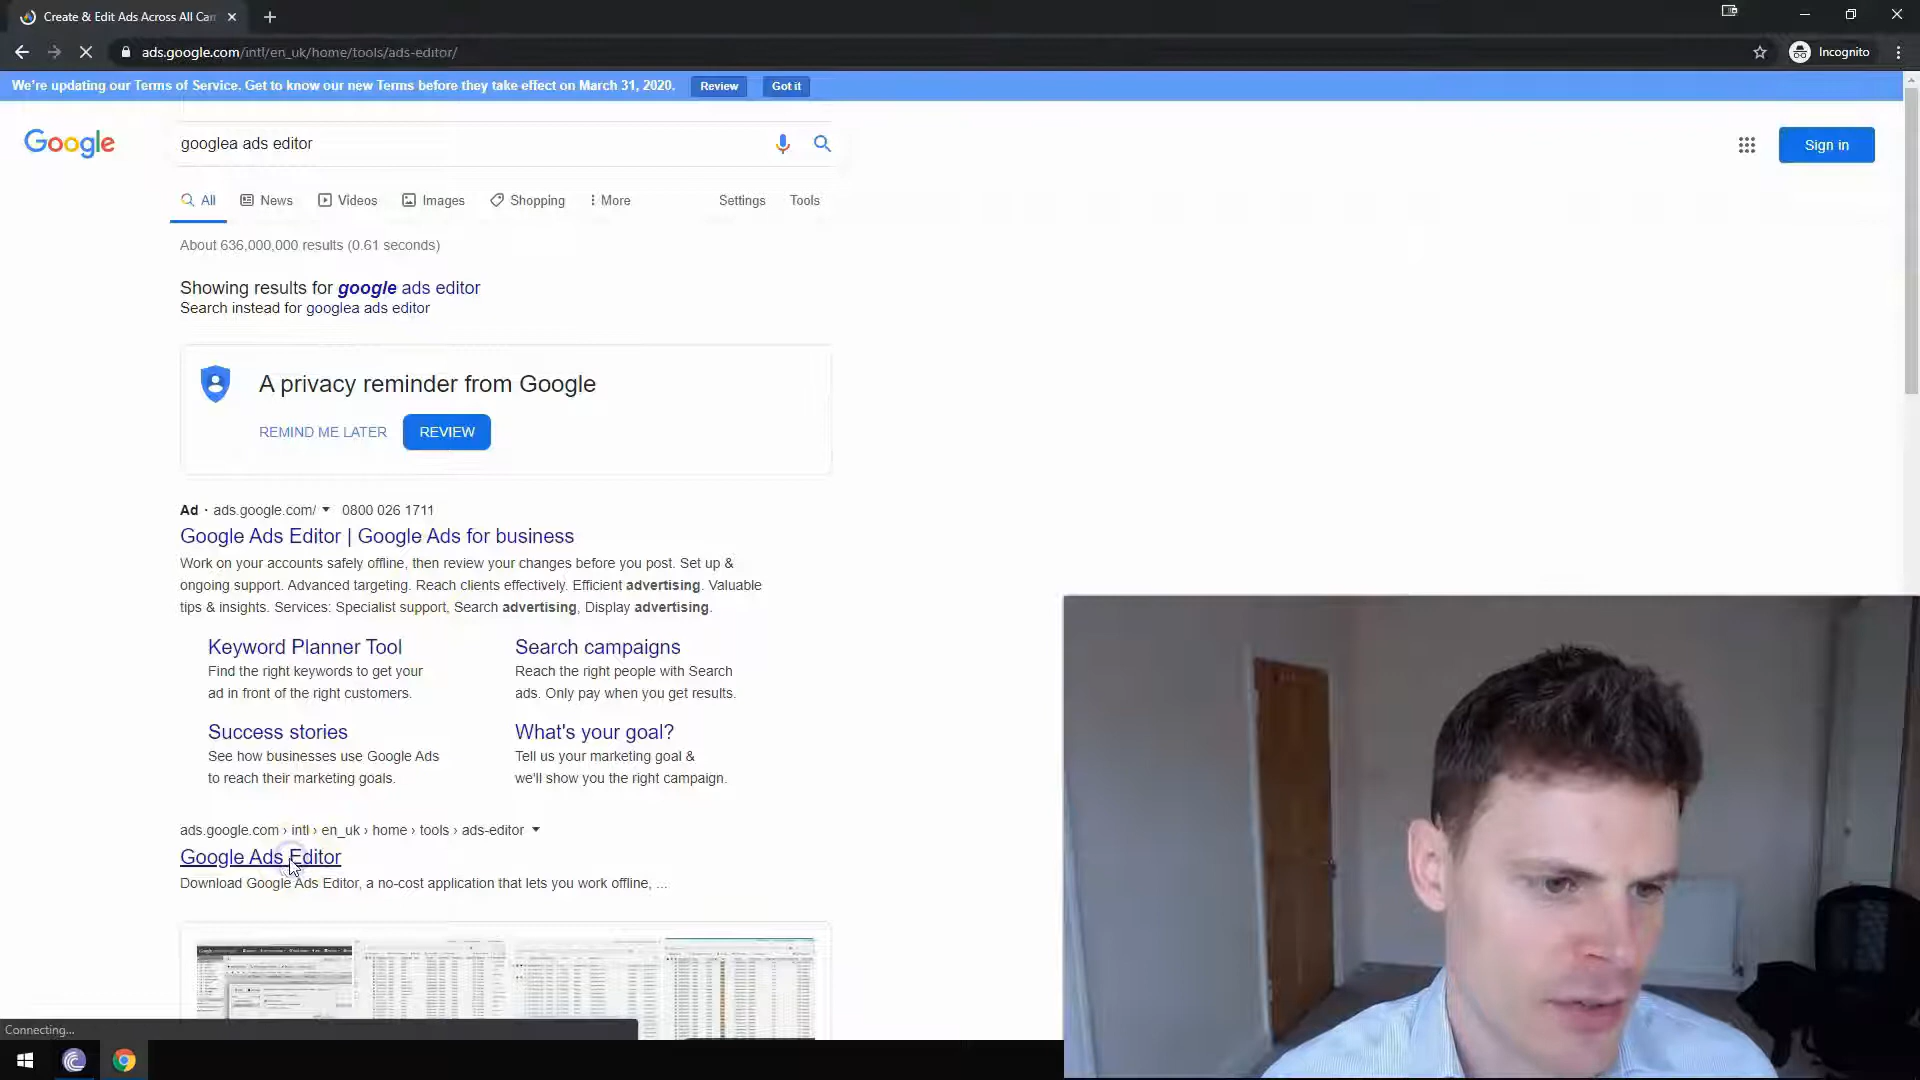 Create & Edit Ads Across All Cam
ads.google.com/intl/en_uk/home/tools/ads-editor/
Incognito
We're updating our Terms of Service. Get to know our new Terms before they take effect on March 31, 2020.
Review
Got it
Google
googlea ads editor
Sign in
All
News
Videos
Images
Shopping
More
Settings
Tools
About 636,000,000 results (0.61 seconds)
Showing results for google ads editor
Search instead for googlea ads editor
A privacy reminder from Google
REMIND ME LATER
REVIEW
Ad · ads.google.com/ 0800 026 1711
Google Ads Editor | Google Ads for business
Work on your accounts safely offline, then review your changes before you post. Set up &
ongoing support. Advanced targeting. Reach clients effectively. Efficient advertising. Valuable
tips & insights. Services: Specialist support, Search advertising, Display advertising.
Keyword Planner Tool
Find the right keywords to get your
ad in front of the right customers.
Search campaigns
Reach the right people with Search
ads. Only pay when you get results.
Success stories
See how businesses use Google Ads
to reach their marketing goals.
What's your goal?
Tell us your marketing goal &
we'll show you the right campaign.
ads.google.com › intl › en_uk › home › tools › ads-editor
Google Ads Editor
Download Google Ads Editor, a no-cost application that lets you work offline, ...
Connecting...